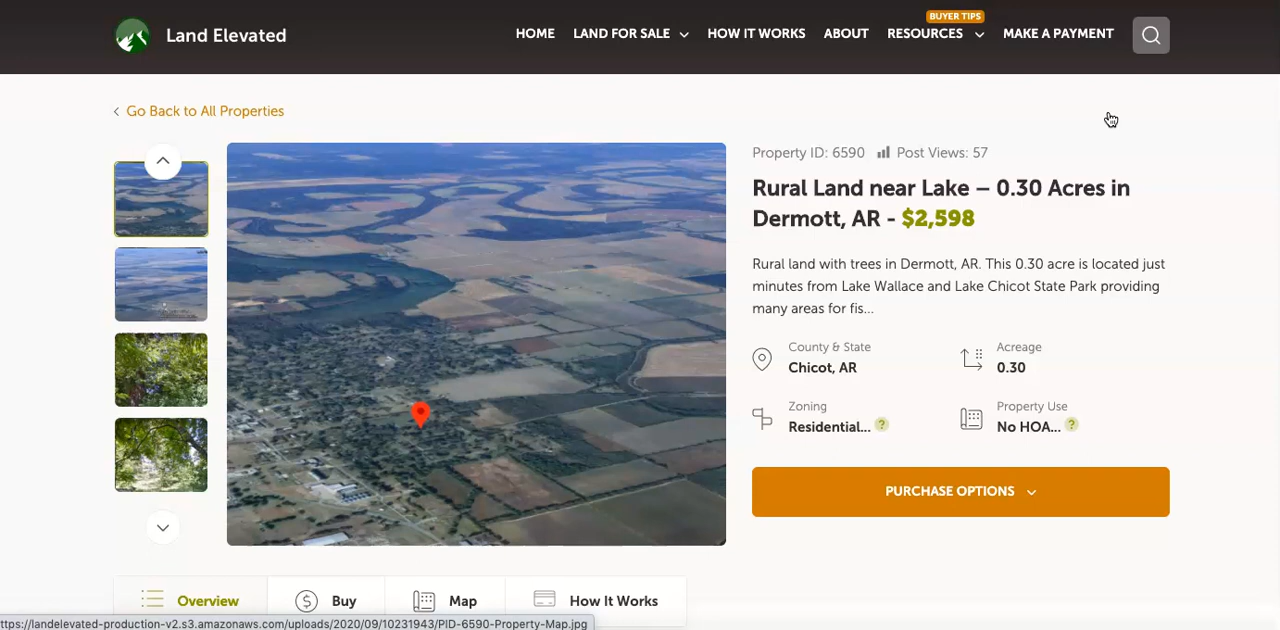 BUYER TIPS
Land Elevated HOME LAND FOR SALE HOW IT WORKS ABOUT RESOURCES MAKE A PAYMENT
Go Back to All Properties
Property ID: 6590 Post Views: 57
Rural Land near Lake – 0.30 Acres in
Dermott, AR - $2,598
Rural land with trees in Dermott, AR. This 0.30 acre is located just
minutes from Lake Wallace and Lake Chicot State Park providing
many areas for fis...
County & State Acreage
Chicot, AR 0.30
Zoning Property Use
Residential... ? No HOA... ?
PURCHASE OPTIONS
Overview Buy Map How It Works
ttps://landelevated-production-v2.s3.amazonaws.com/uploads/2020/09/10231943/PID-6590-Property-Map.jpg